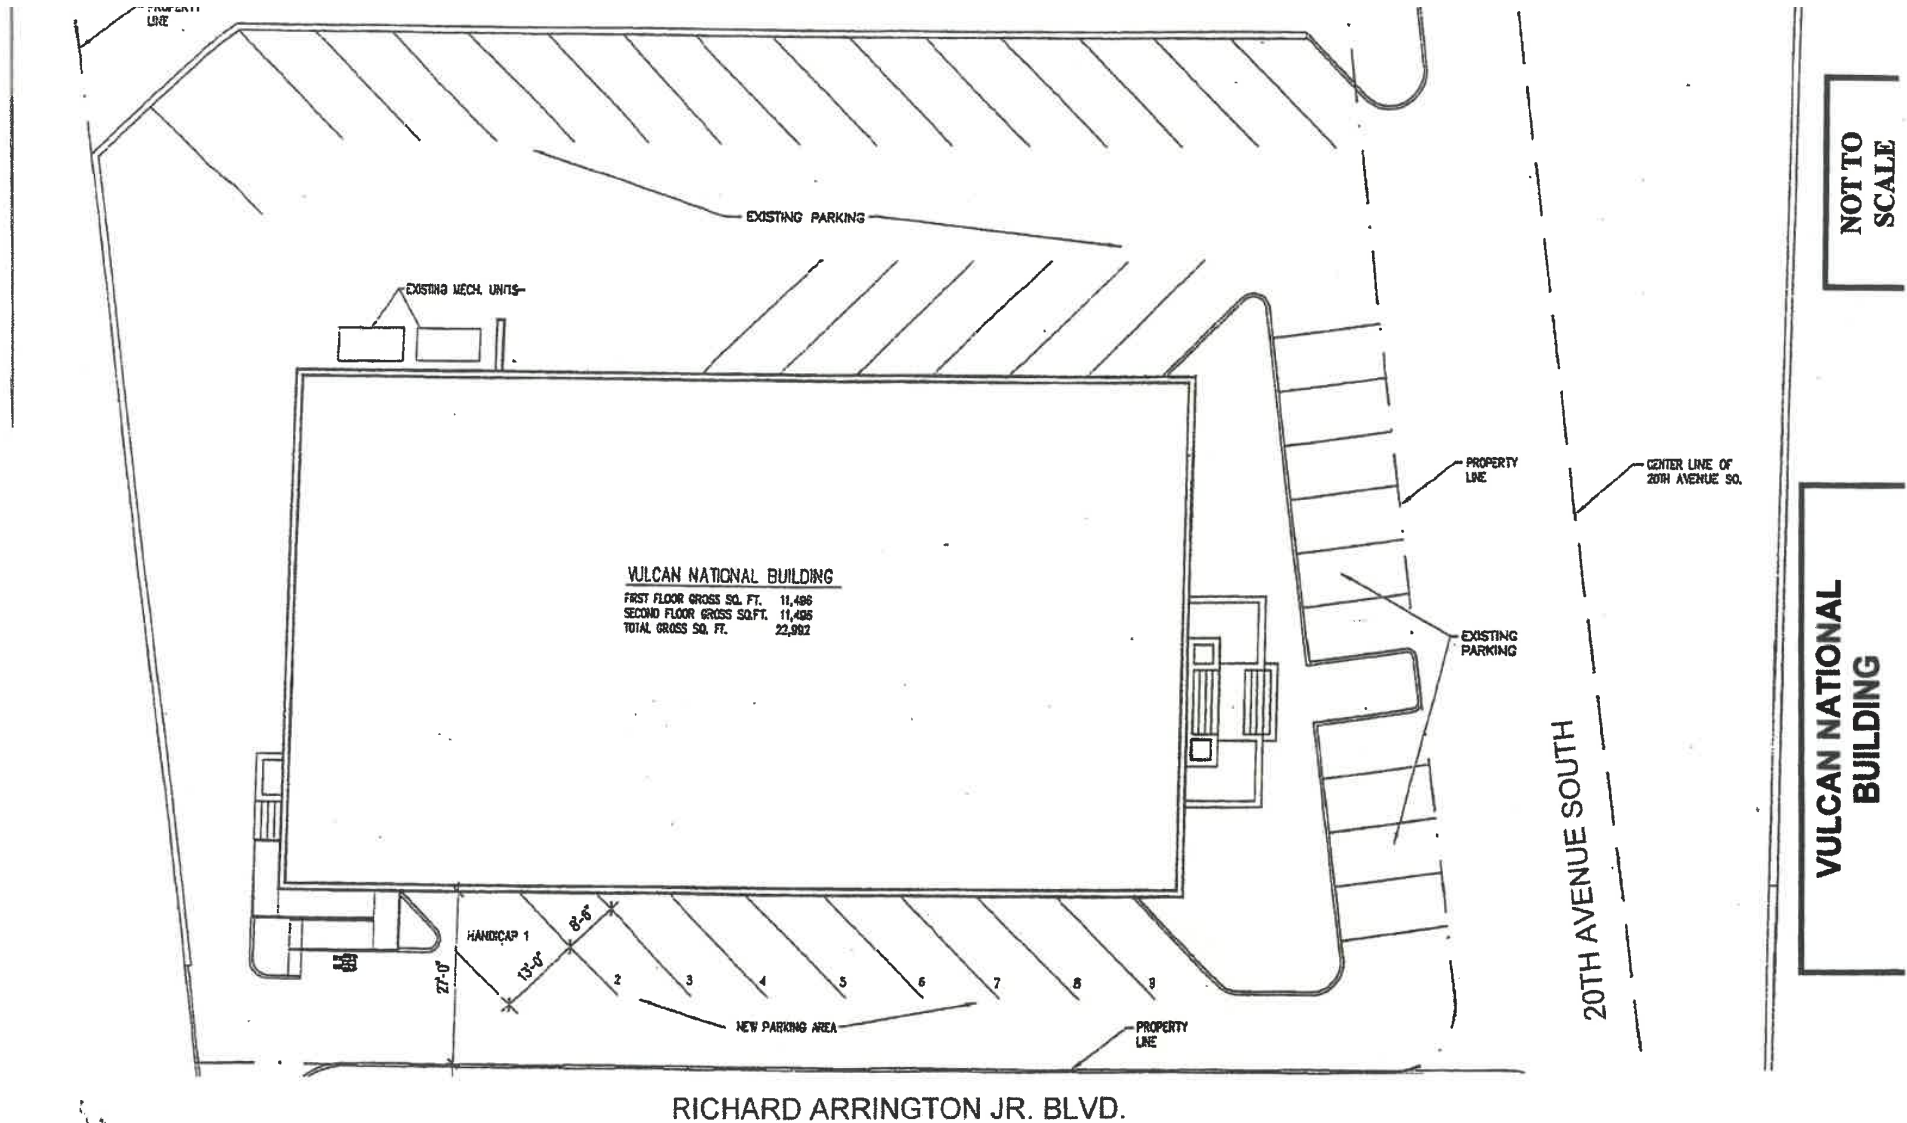 PROPERTY
LINE
EXISTING PARKING
EXISTING MECH. UNITS
NOT TO
SCALE
PROPERTY
LINE
CENTER LINE OF
20TH AVENUE SO.
VULCAN NATIONAL BUILDING
FIRST FLOOR GROSS SQ. FT. 11,496
SECOND FLOOR GROSS SQ.FT. 11,496
TOTAL GROSS SQ. FT. 22,992
EXISTING
PARKING
VULCAN NATIONAL
BUILDING
20TH AVENUE SOUTH
HANDICAP 1
8'-6"
13'-0"
27'-0"
2
3
4
5
6
7
8
9
NEW PARKING AREA
PROPERTY
LINE
RICHARD ARRINGTON JR. BLVD.